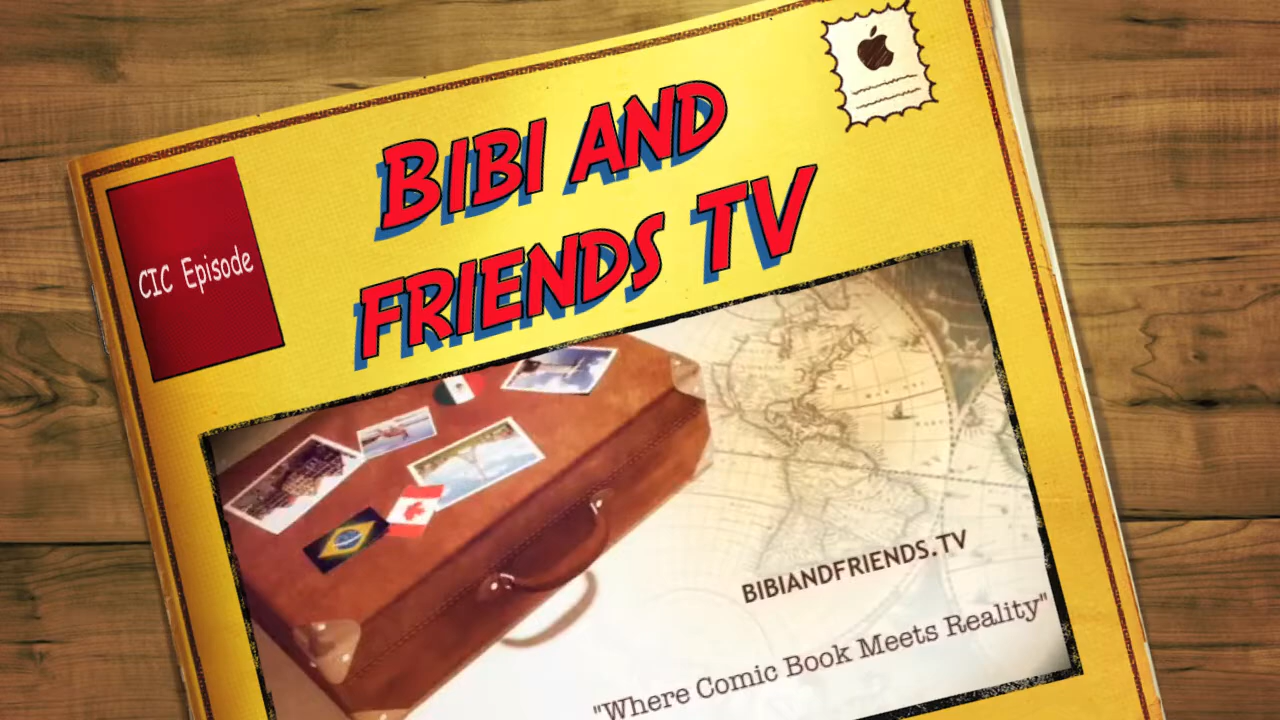 BIBI AND
FRIENDS TV
CIC Episode
BIBIANDFRIENDS.TV
"Where Comic Book Meets Reality"